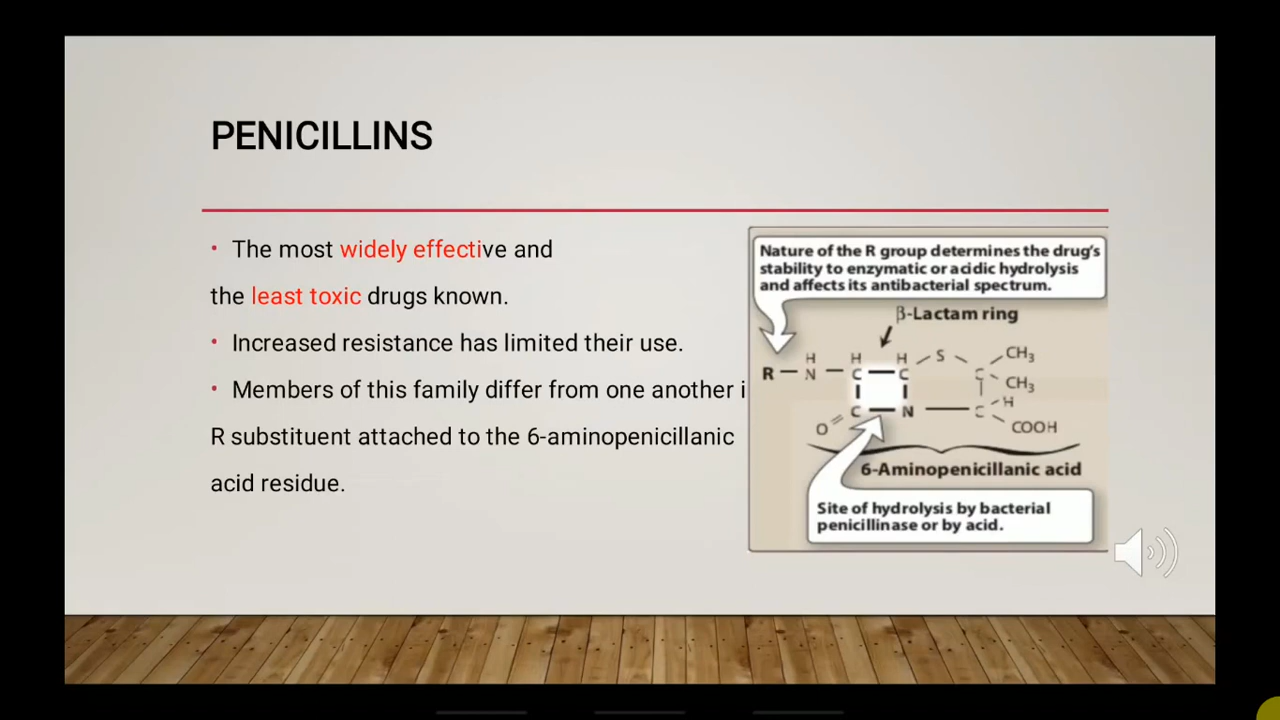 PENICILLINS
• The most widely effective and
the least toxic drugs known.
• Increased resistance has limited their use.
• Members of this family differ from one another i
R substituent attached to the 6-aminopenicillanic
acid residue.
Nature of the R group determines the drug's
stability to enzymatic or acidic hydrolysis
and affects its antibacterial spectrum.
β-Lactam ring
H H H S CH3
R N C C C CH3
H
O C N C COOH
6-Aminopenicillanic acid
Site of hydrolysis by bacterial
penicillinase or by acid.